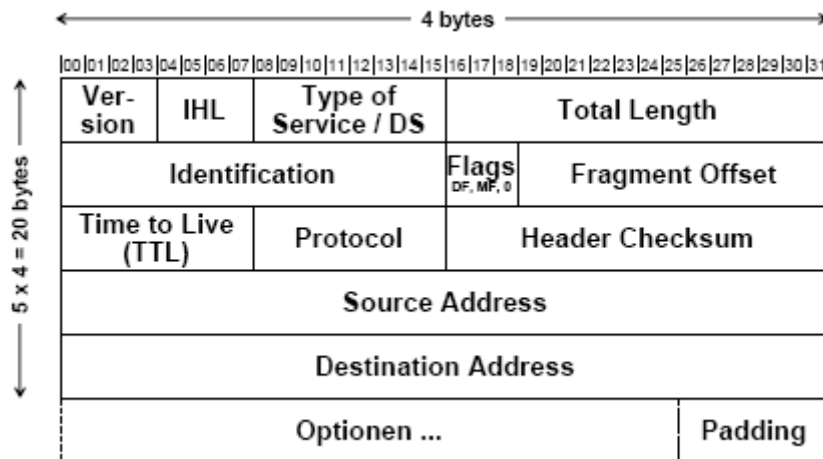 4 bytes
|00|01|02|03|04|05|06|07|08|09|10|11|12|13|14|15|16|17|18|19|20|21|22|23|24|25|26|27|28|29|30|31
Ver-
sion
IHL
Type of
Service / DS
Total Length
Identification
Flags
DF, MF, 0
Fragment Offset
Time to Live
(TTL)
Protocol
Header Checksum
Source Address
Destination Address
Optionen ...
Padding
5 x 4 = 20 bytes